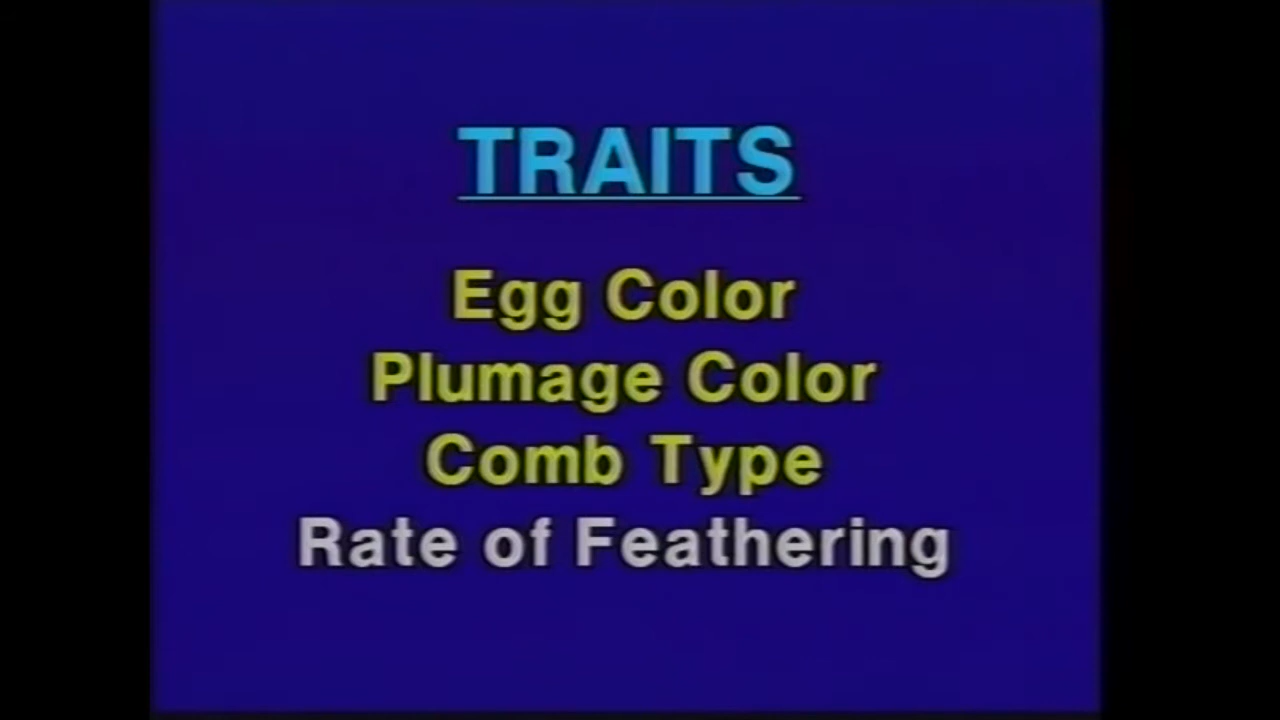 TRAITS
Egg Color
Plumage Color
Comb Type
Rate of Feathering